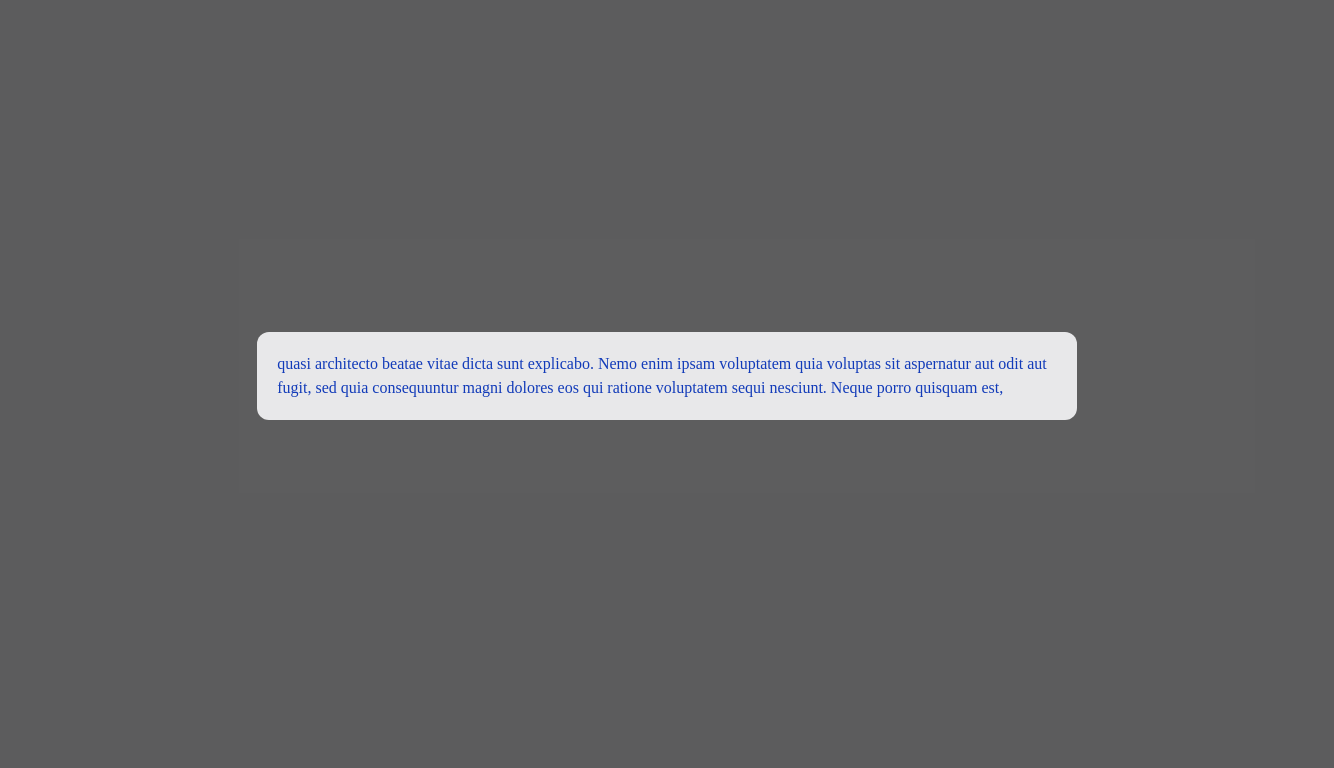 quasi architecto beatae vitae dicta sunt explicabo. Nemo enim ipsam voluptatem quia voluptas sit aspernatur aut odit aut
fugit, sed quia consequuntur magni dolores eos qui ratione voluptatem sequi nesciunt. Neque porro quisquam est,